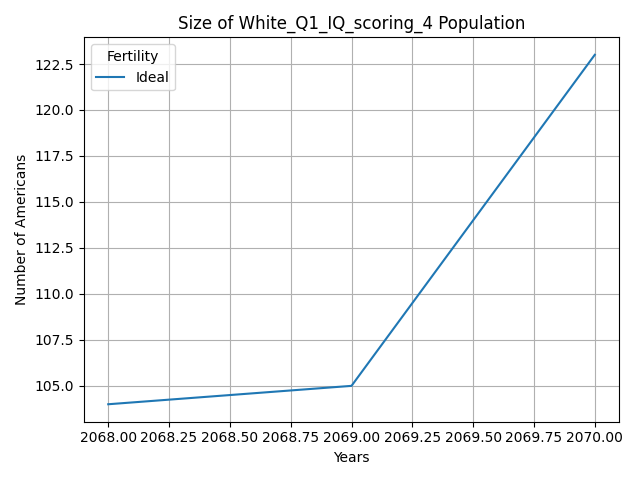 Size of White_Q1_IQ_scoring_4 Population
Fertility
Ideal
Number of Americans
122.5
120.0
117.5
115.0
112.5
110.0
107.5
105.0
2068.00 2068.25 2068.50 2068.75 2069.00 2069.25 2069.50 2069.75 2070.00
Years